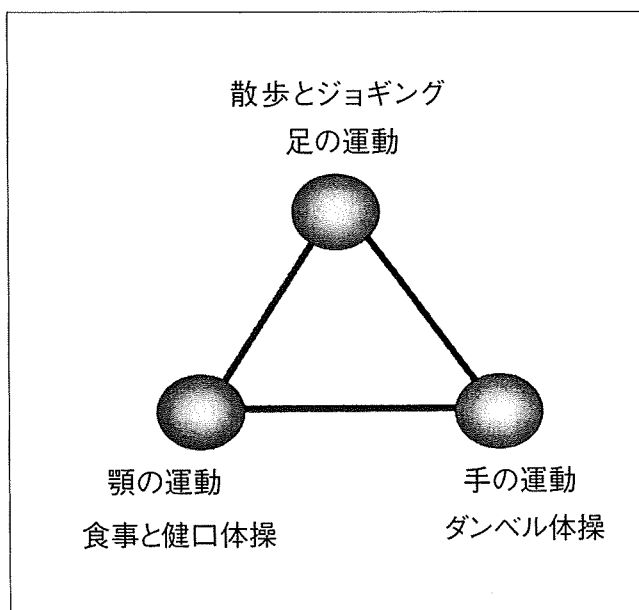 散歩とジョギング
足の運動
顎の運動
食事と健口体操
手の運動
ダンベル体操